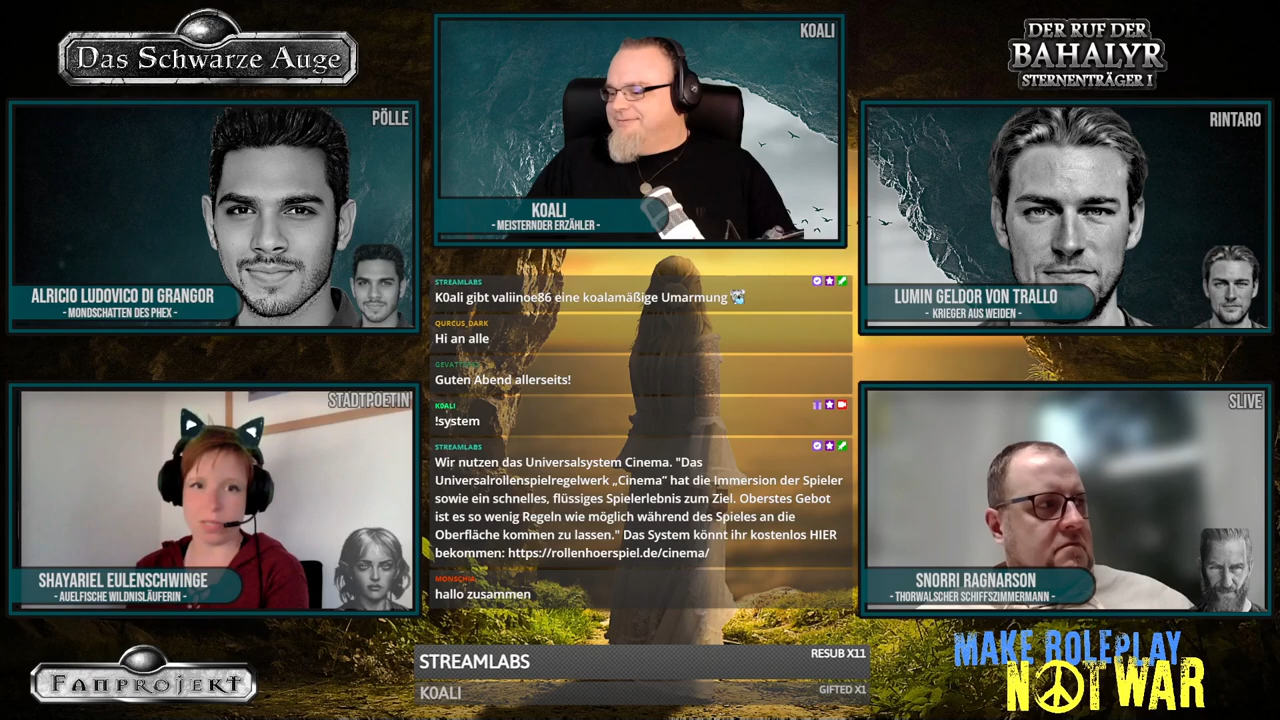 Das Schwarze Auge
KOALI
DER RUF DER
BAHALYR
STERNENTRÄGER I
PÖLLE
ALRICIO LUDOVICO DI GRANGOR
- MONDSCHATTEN DES PHEX -
KOALI
- MEISTERNDER ERZÄHLER -
RINTARO
LUMIN GELDOR VON TRALLO
- KRIEGER AUS WEIDEN -
STREAMLABS
K0ali gibt valiinoe86 eine koalamäßige Umarmung
QURCUS_DARK
Hi an alle
Guten Abend allerseits!
K0ALI
!system
STREAMLABS
Wir nutzen das Universalsystem Cinema. "Das
Universalrollenspielregelwerk „Cinema“ hat die Immersion der Spieler
sowie ein schnelles, flüssiges Spielerlebnis zum Ziel. Oberstes Gebot
ist es so wenig Regeln wie möglich während des Spieles an die
Oberfläche kommen zu lassen." Das System könnt ihr kostenlos HIER
bekommen: https://rollenhoerspiel.de/cinema/
hallo zusammen
STADTPOETIN
SHAYARIEL EULENSCHWINGE
- AUELFISCHE WILDNISLÄUFERIN -
SLIVE
SNORRI RAGNARSON
- THORWALSCHER SCHIFFSZIMMERMANN -
FANPROJEKT
STREAMLABS
RESUB X11
K0ALI
GIFTED X1
MAKE ROLEPLAY
NOT WAR